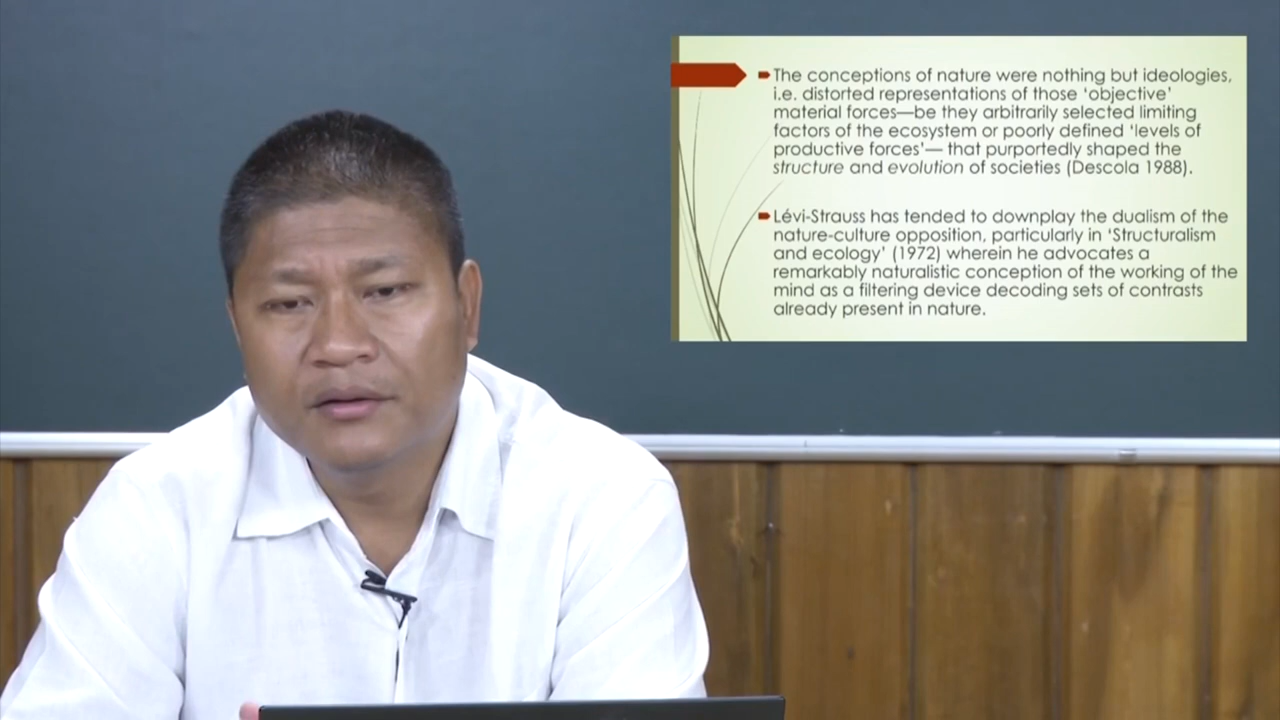 The conceptions of nature were nothing but ideologies,
i.e. distorted representations of those ‘objective’
material forces—be they arbitrarily selected limiting
factors of the ecosystem or poorly defined ‘levels of
productive forces’— that purportedly shaped the
structure and evolution of societies (Descola 1988).
Lévi-Strauss has tended to downplay the dualism of the
nature-culture opposition, particularly in ‘Structuralism
and ecology’ (1972) wherein he advocates a
remarkably naturalistic conception of the working of the
mind as a filtering device decoding sets of contrasts
already present in nature.